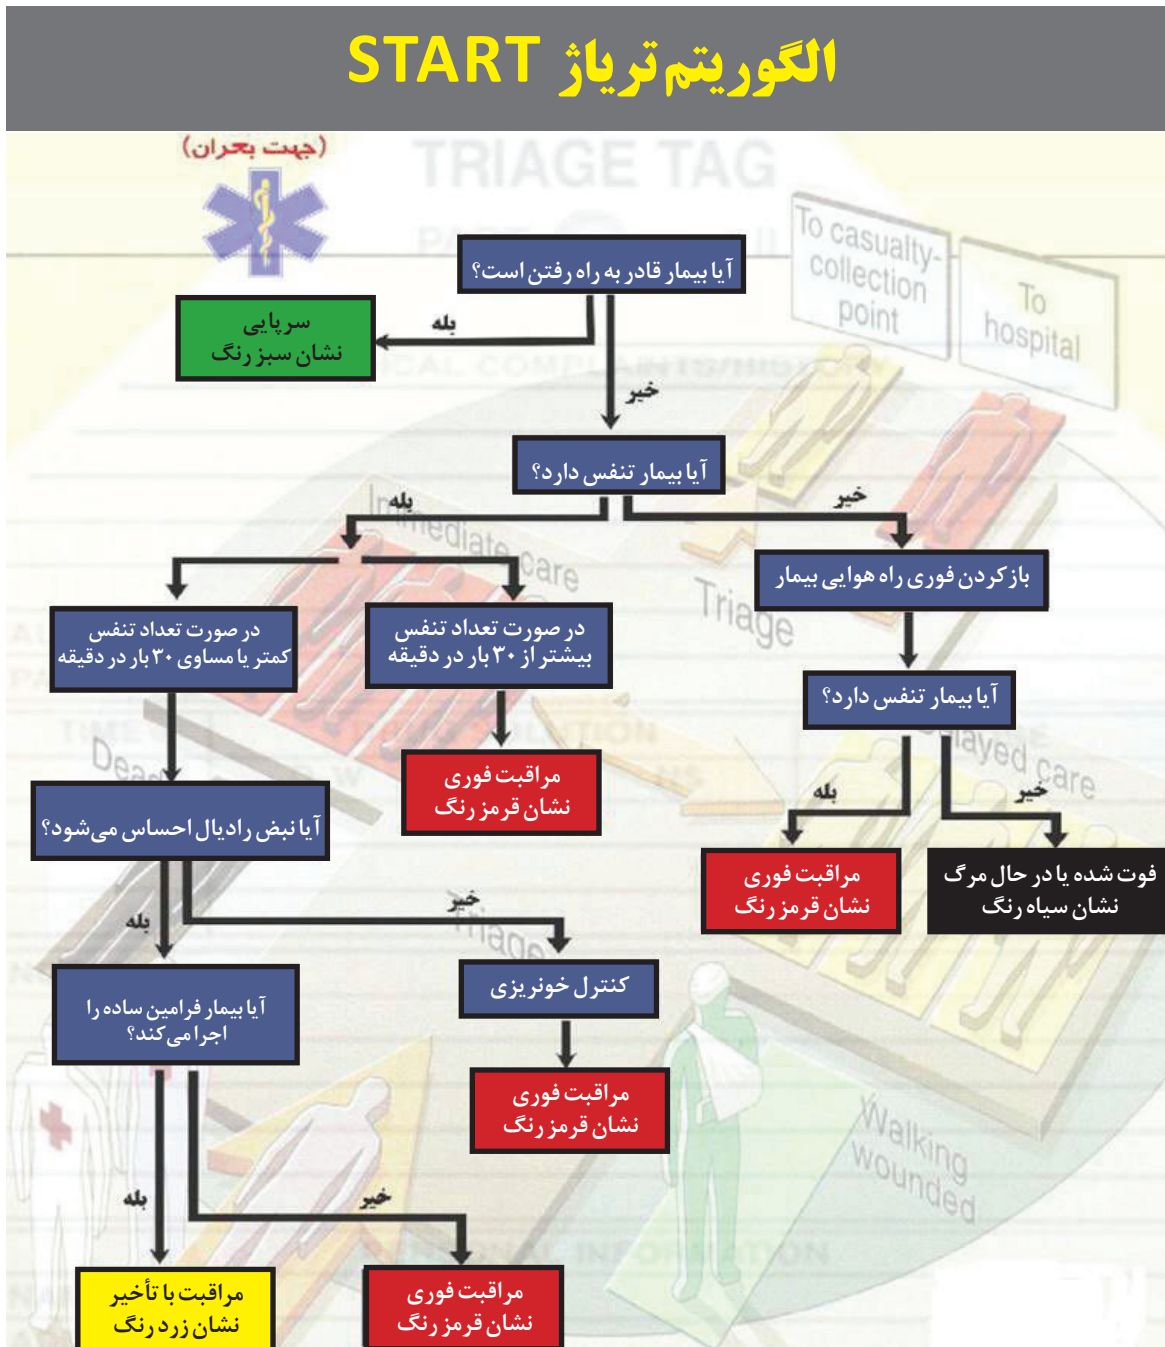 الگوریتم تریاژ START
(جهت بحران)
TRIAGE TAG
To casualty-
collection
point
To
hospital
آیا بیمار قادر به راه رفتن است؟
بله
سرپایی
نشان سبز رنگ
خیر
آیا بیمار تنفس دارد؟
بله
خیر
Immediate care
Triage
باز کردن فوری راه هوایی بیمار
در صورت تعداد تنفس
کمتر یا مساوی ۳۰ بار در دقیقه
در صورت تعداد تنفس
بیشتر از ۳۰ بار در دقیقه
آیا بیمار تنفس دارد؟
Delayed care
Dead
مراقبت فوری
نشان قرمز رنگ
بله
خیر
آیا نبض رادیال احساس می‌شود؟
مراقبت فوری
نشان قرمز رنگ
فوت شده یا در حال مرگ
نشان سیاه رنگ
بله
خیر
Triage
کنترل خونریزی
آیا بیمار فرامین ساده را
اجرا می‌کند؟
مراقبت فوری
نشان قرمز رنگ
Walking
wounded
بله
خیر
مراقبت با تأخیر
نشان زرد رنگ
مراقبت فوری
نشان قرمز رنگ